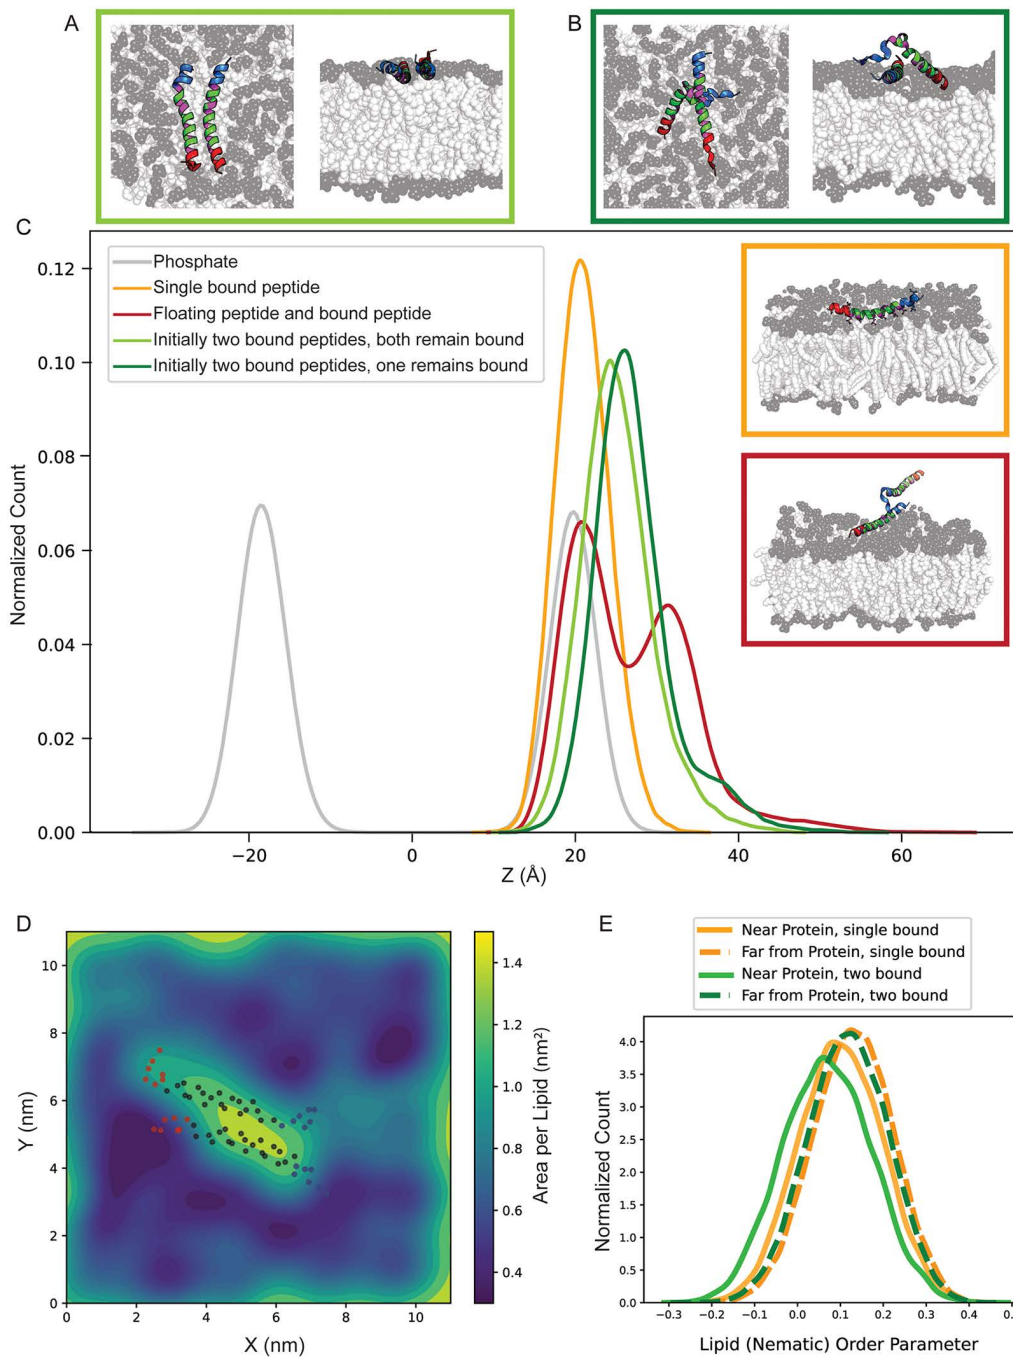 A
B
C
Phosphate
Single bound peptide
Floating peptide and bound peptide
Initially two bound peptides, both remain bound
Initially two bound peptides, one remains bound
0.12
0.10
0.08
0.06
0.04
0.02
0.00
Normalized Count
−20
0
20
40
60
Z (Å)
D
10
8
6
4
2
0
Y (nm)
0
2
4
6
8
10
X (nm)
1.4
1.2
1.0
0.8
0.6
0.4
Area per Lipid (nm²)
E
Near Protein, single bound
Far from Protein, single bound
Near Protein, two bound
Far from Protein, two bound
4.0
3.5
3.0
2.5
2.0
1.5
1.0
0.5
0.0
Normalized Count
−0.3
−0.2
−0.1
0.0
0.1
0.2
0.3
0.4
Lipid (Nematic) Order Parameter